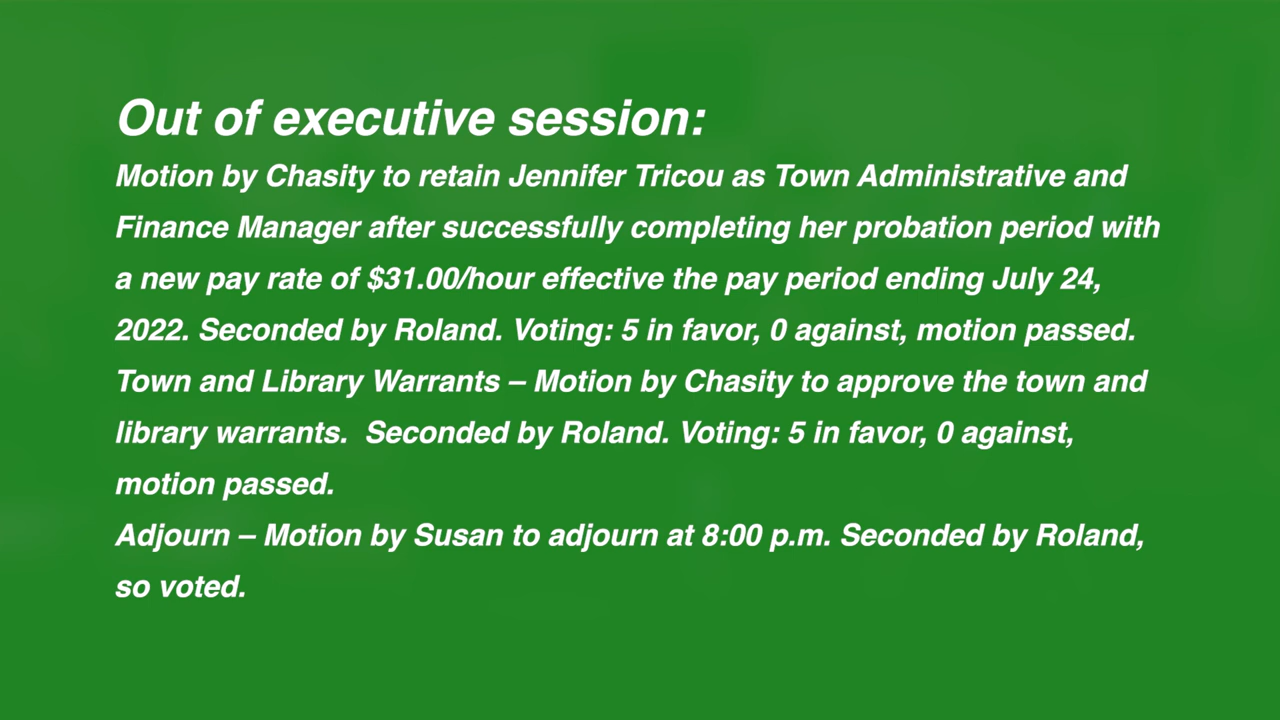 Out of executive session:
Motion by Chasity to retain Jennifer Tricou as Town Administrative and
Finance Manager after successfully completing her probation period with
a new pay rate of $31.00/hour effective the pay period ending July 24,
2022. Seconded by Roland. Voting: 5 in favor, 0 against, motion passed.
Town and Library Warrants – Motion by Chasity to approve the town and
library warrants.  Seconded by Roland. Voting: 5 in favor, 0 against,
motion passed.
Adjourn – Motion by Susan to adjourn at 8:00 p.m. Seconded by Roland,
so voted.